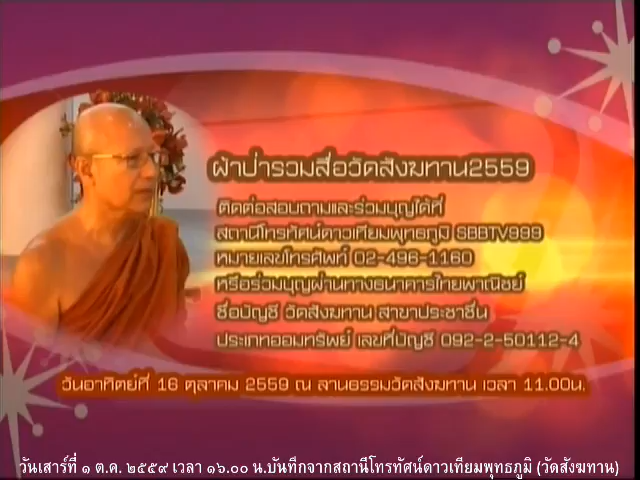 ผ้าป่ารวมสื่อวัดสังฆทาน2559
ติดต่อสอบถามและร่วมบุญได้ที่
สถานีโทรทัศน์ดาวเทียมพุทธภูมิ SBBTV999
หมายเลขโทรศัพท์ 02-496-1160
หรือร่วมบุญผ่านทางธนาคารไทยพาณิชย์
ชื่อบัญชี วัดสังฆทาน สาขาประชาชื่น
ประเภทออมทรัพย์ เลขที่บัญชี 092-2-50112-4
วันอาทิตย์ที่ 16 ตุลาคม 2559 ณ ลานธรรมวัดสังฆทาน เวลา 11.00น.
วันเสาร์ที่ ๑ ต.ค. ๒๕๕๙ เวลา ๑๖.๐๐ น.บันทึกจากสถานีโทรทัศน์ดาวเทียมพุทธภูมิ (วัดสังฆทาน)